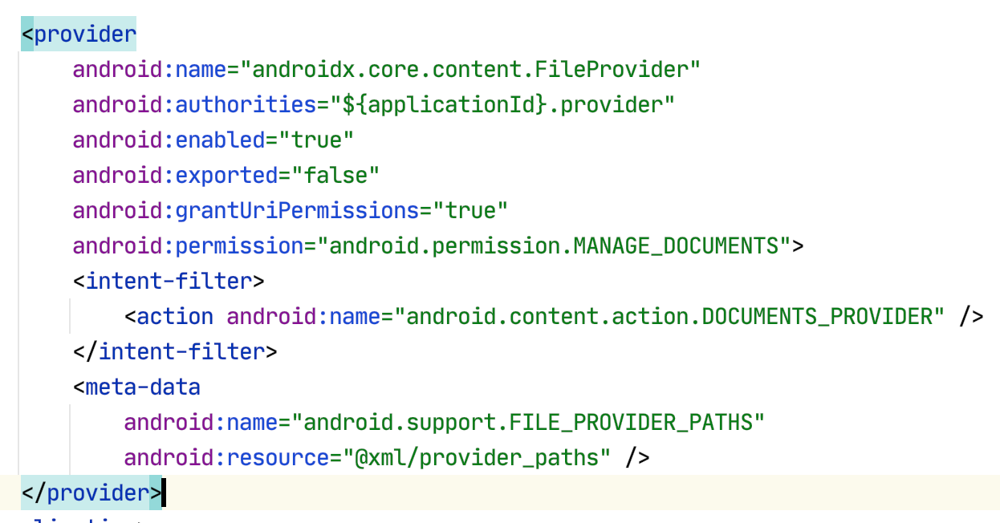 <provider
    android:name="androidx.core.content.FileProvider"
    android:authorities="${applicationId}.provider"
    android:enabled="true"
    android:exported="false"
    android:grantUriPermissions="true"
    android:permission="android.permission.MANAGE_DOCUMENTS">
    <intent-filter>
        <action android:name="android.content.action.DOCUMENTS_PROVIDER" />
    </intent-filter>
    <meta-data
        android:name="android.support.FILE_PROVIDER_PATHS"
        android:resource="@xml/provider_paths" />
</provider>